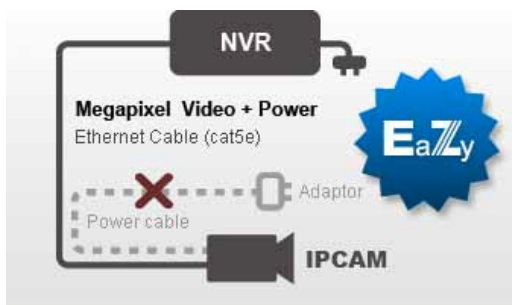 NVR
Megapixel Video + Power
Ethernet Cable (cat5e)
EaZy
Adaptor
Power cable
IPCAM